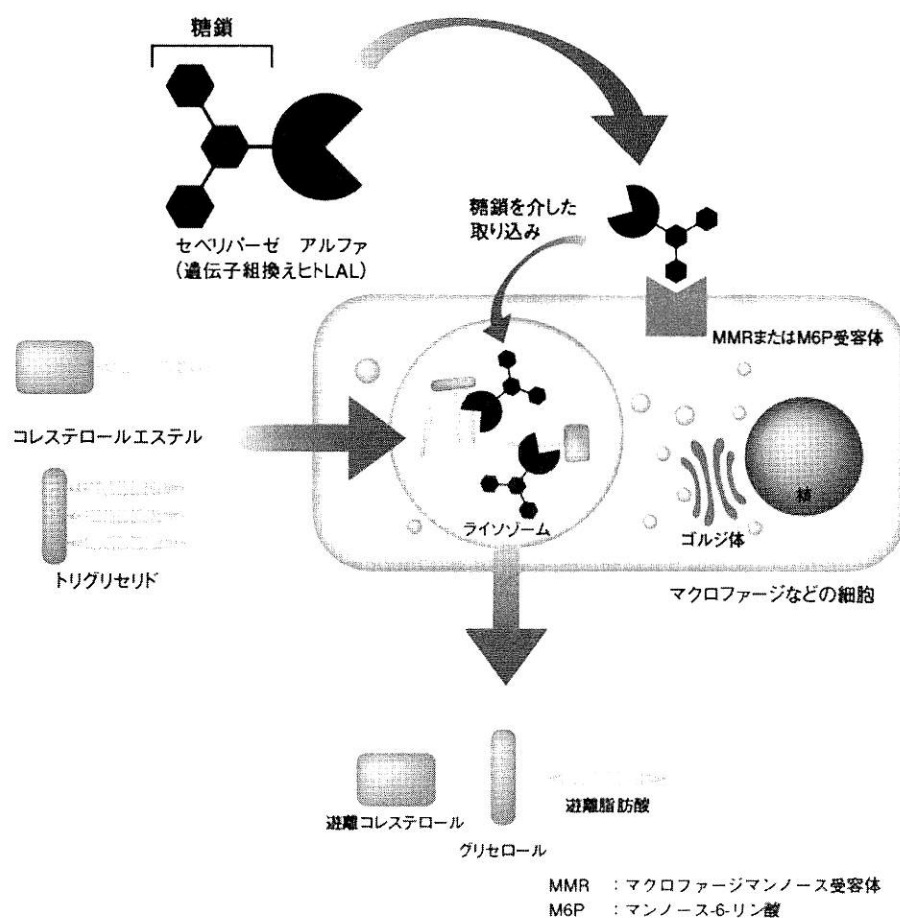 糖鎖
セベリパーゼ アルファ
(遺伝子組換えヒトLAL)
糖鎖を介した
取り込み
MMRまたはM6P受容体
コレステロールエステル
トリグリセリド
ライソゾーム
ゴルジ体
核
マクロファージなどの細胞
遊離コレステロール
グリセロール
遊離脂肪酸
MMR :マクロファージマンノース受容体
M6P :マンノース-6-リン酸